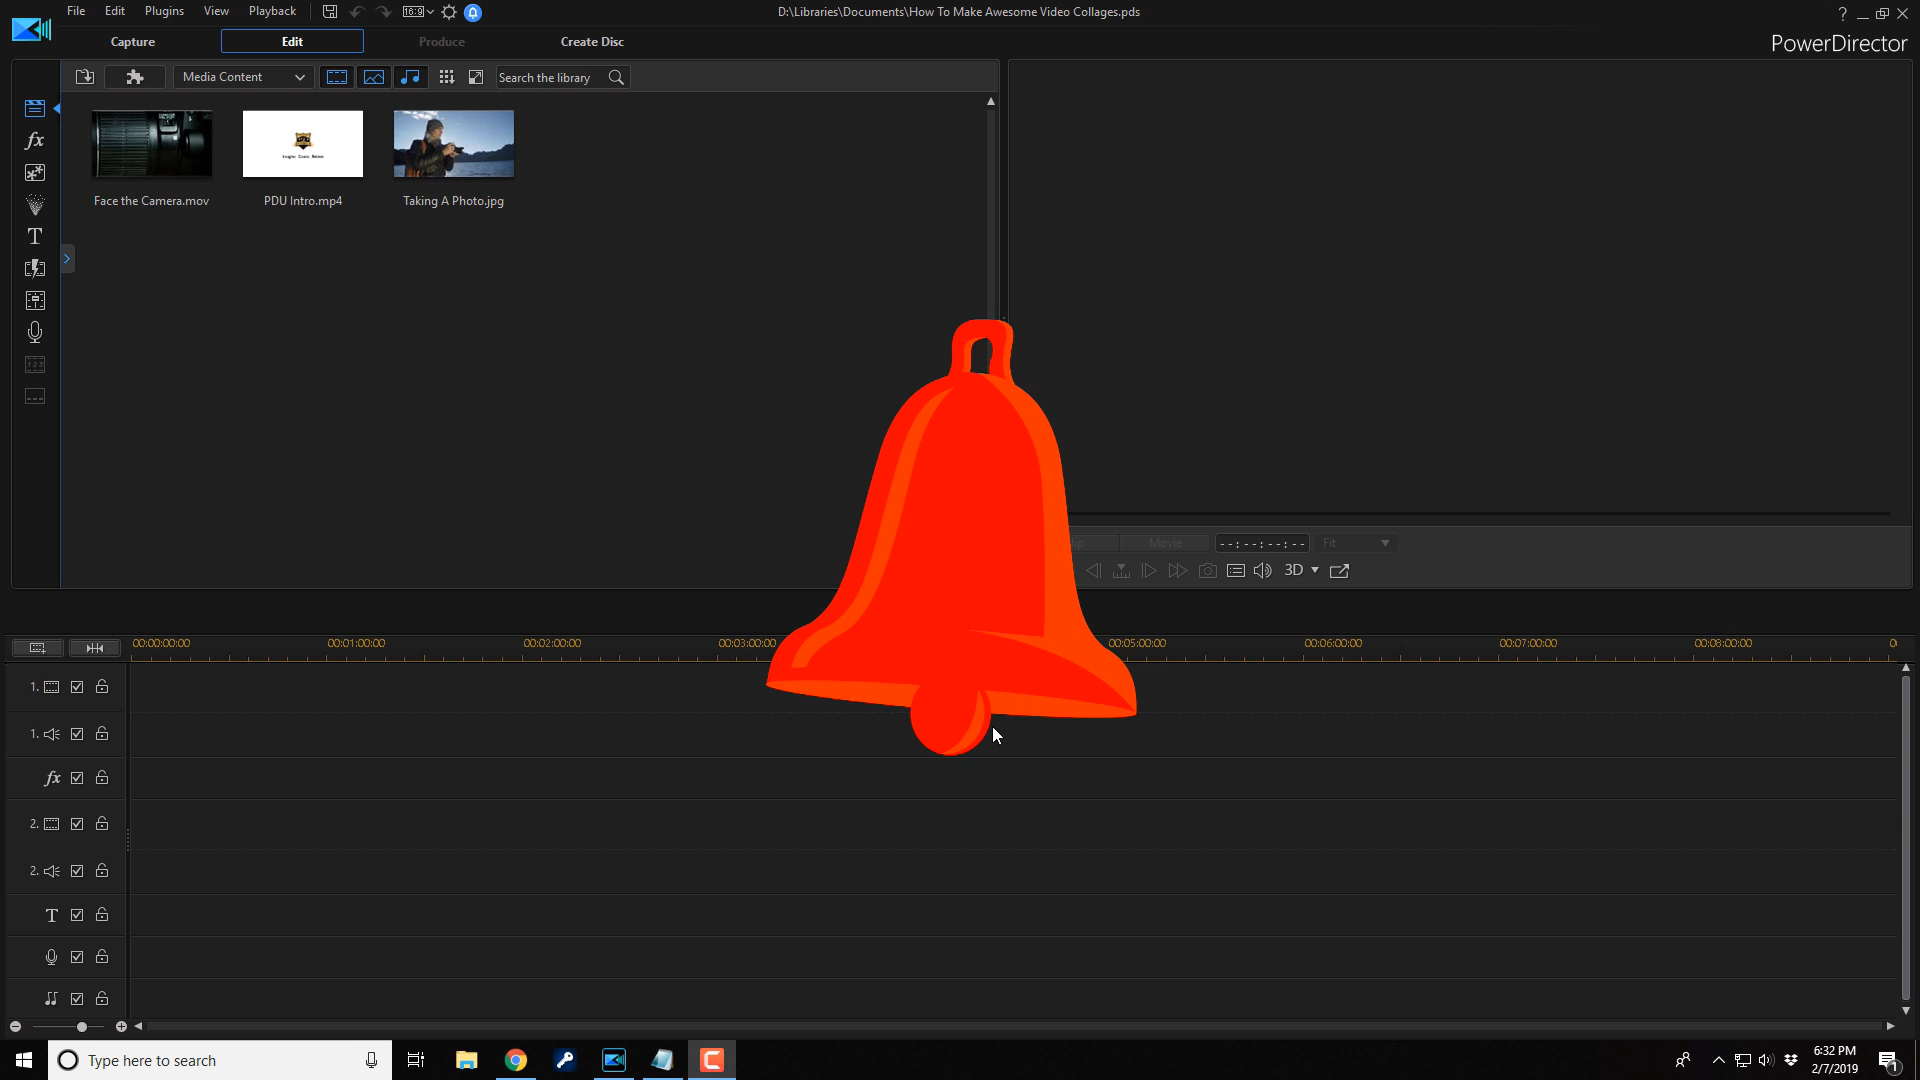 File Edit Plugins View Playback 16:9 D:\Libraries\Documents\How To Make Awesome Video Collages.pds ?
Capture Edit Produce Create Disc PowerDirector
Media Content Search the library
fx
Face the Camera.mov PDU Intro.mp4 Taking A Photo.jpg
T
Movie --:--:--:-- Fit
3D
00:00:00:00 00:01:00:00 00:02:00:00 00:03:00:00 00:05:00:00 00:06:00:00 00:07:00:00 00:08:00:00
1.
1.
fx
2.
2.
T
Type here to search
6:32 PM
2/7/2019
1